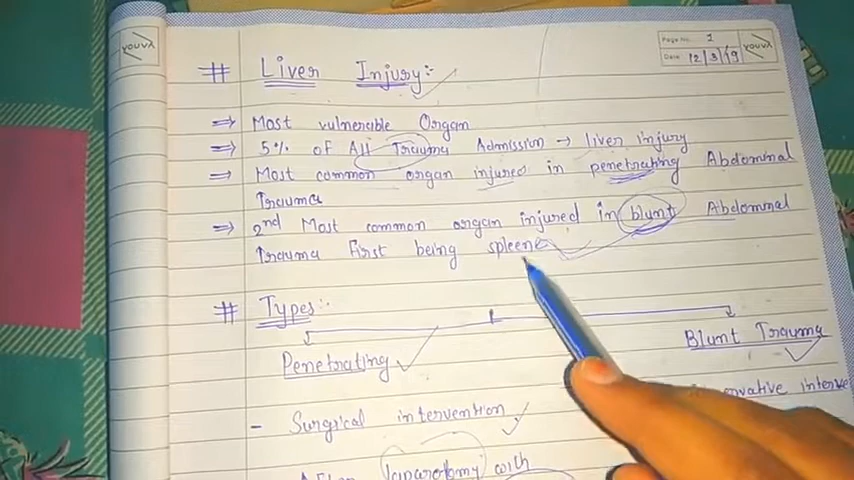 youvA
Page No. 1
Date 12/3/19
youvA
# Liver Injury:-
⇒ Most vulnerable Organ
⇒ 5% of All Trauma Admission → liver injury
⇒ Most common organ injured in penetrating Abdominal
Trauma
⇒ 2nd Most common organ injured in blunt Abdominal
Trauma First being spleene
# Types:-
Penetrating
Blunt Trauma
- Surgical intervention
laparotomy with